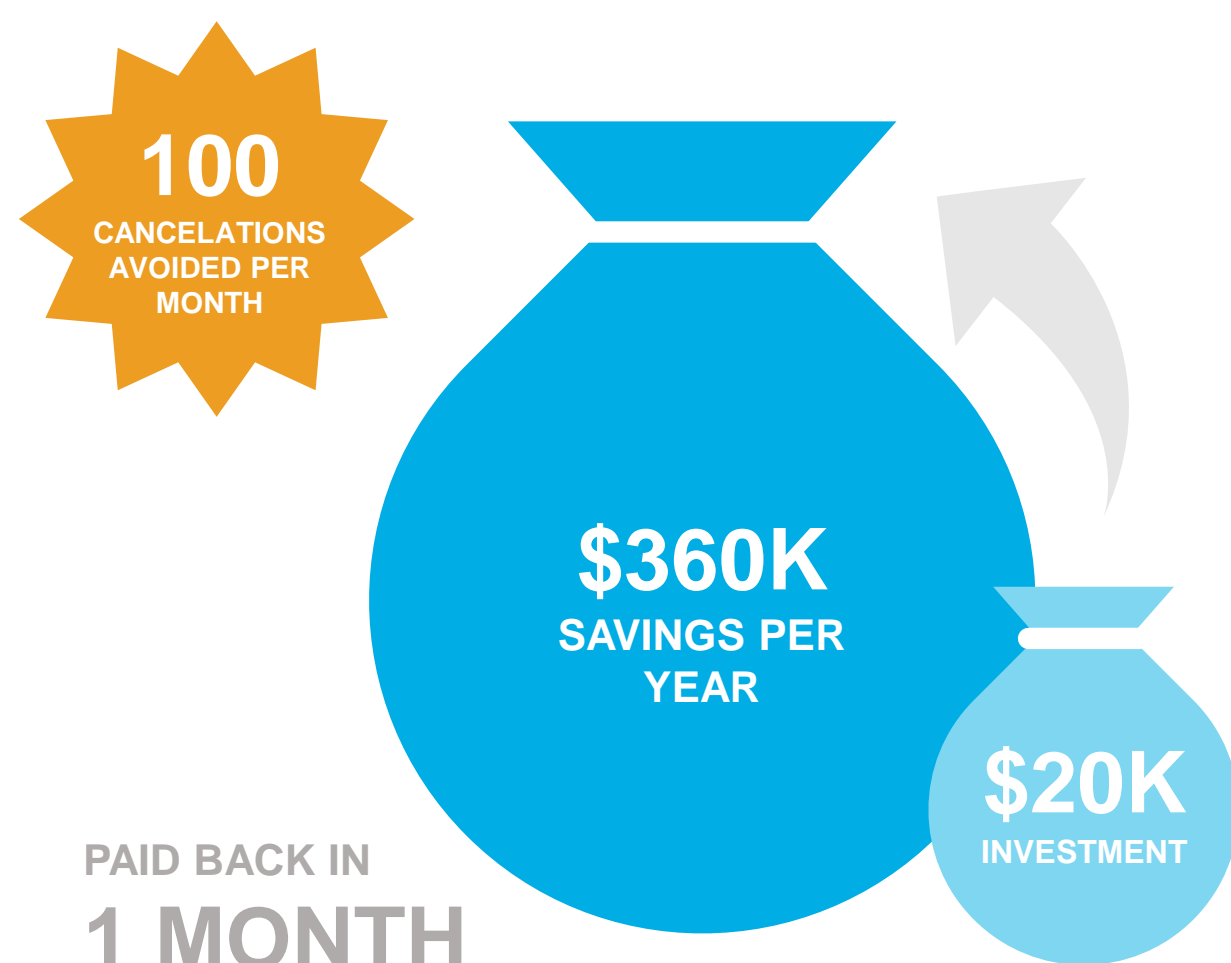 100
CANCELATIONS
AVOIDED PER
MONTH
$360K
SAVINGS PER
YEAR
$20K
INVESTMENT
PAID BACK IN
1 MONTH